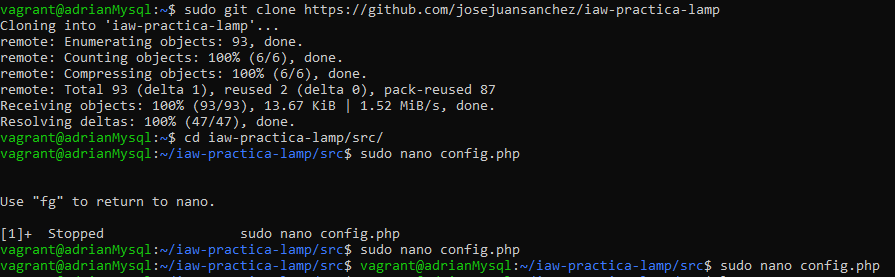 vagrant@adrianMysql:~$ sudo git clone https://github.com/josejuansanchez/iaw-practica-lamp
Cloning into 'iaw-practica-lamp'...
remote: Enumerating objects: 93, done.
remote: Counting objects: 100% (6/6), done.
remote: Compressing objects: 100% (6/6), done.
remote: Total 93 (delta 1), reused 2 (delta 0), pack-reused 87
Receiving objects: 100% (93/93), 13.67 KiB | 1.52 MiB/s, done.
Resolving deltas: 100% (47/47), done.
vagrant@adrianMysql:~$ cd iaw-practica-lamp/src/
vagrant@adrianMysql:~/iaw-practica-lamp/src$ sudo nano config.php
Use "fg" to return to nano.
[1]+  Stopped                 sudo nano config.php
vagrant@adrianMysql:~/iaw-practica-lamp/src$ sudo nano config.php
vagrant@adrianMysql:~/iaw-practica-lamp/src$ vagrant@adrianMysql:~/iaw-practica-lamp/src$ sudo nano config.php